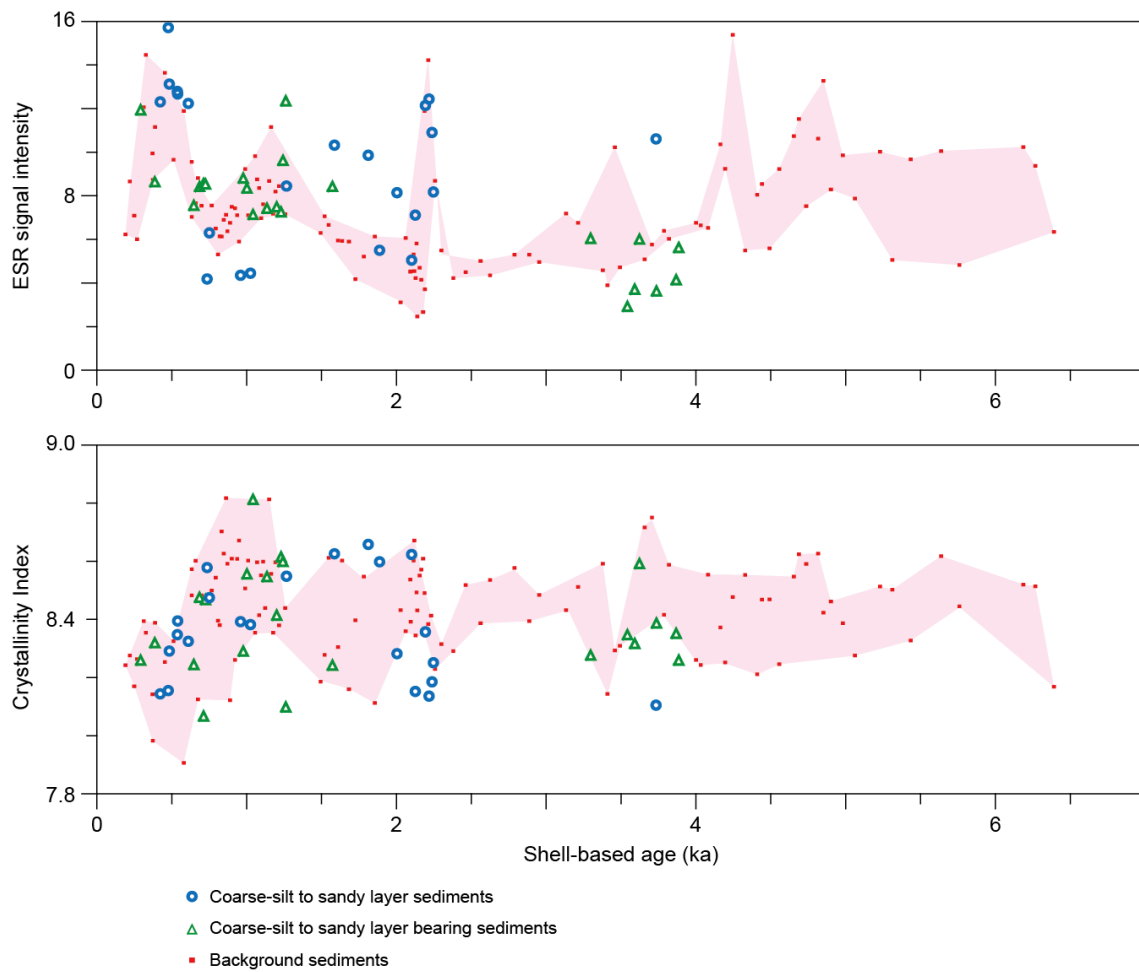 16
8
0
ESR signal intensity
0
2
4
6
9.0
8.4
7.8
Crystallinity Index
0
2
4
6
Shell-based age (ka)
Coarse-silt to sandy layer sediments
Coarse-silt to sandy layer bearing sediments
Background sediments